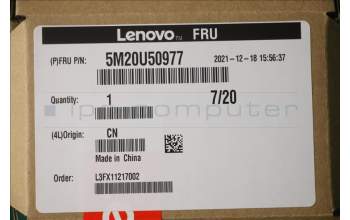 Lenovo™ FRU
(P)FRU P/N: 5M20U50977 2021-12-18 15:56:37
Quantity: 1 7/20
(4L)Origin: CN
Made in China
Order: L3FX11217002